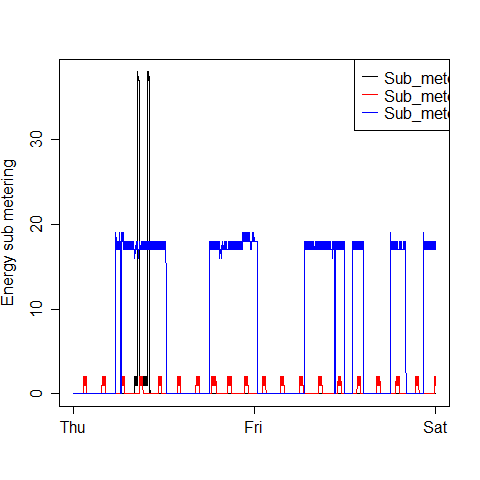 Sub_mete
Sub_mete
Sub_mete
Energy sub metering
30
20
10
0
Thu Fri Sat